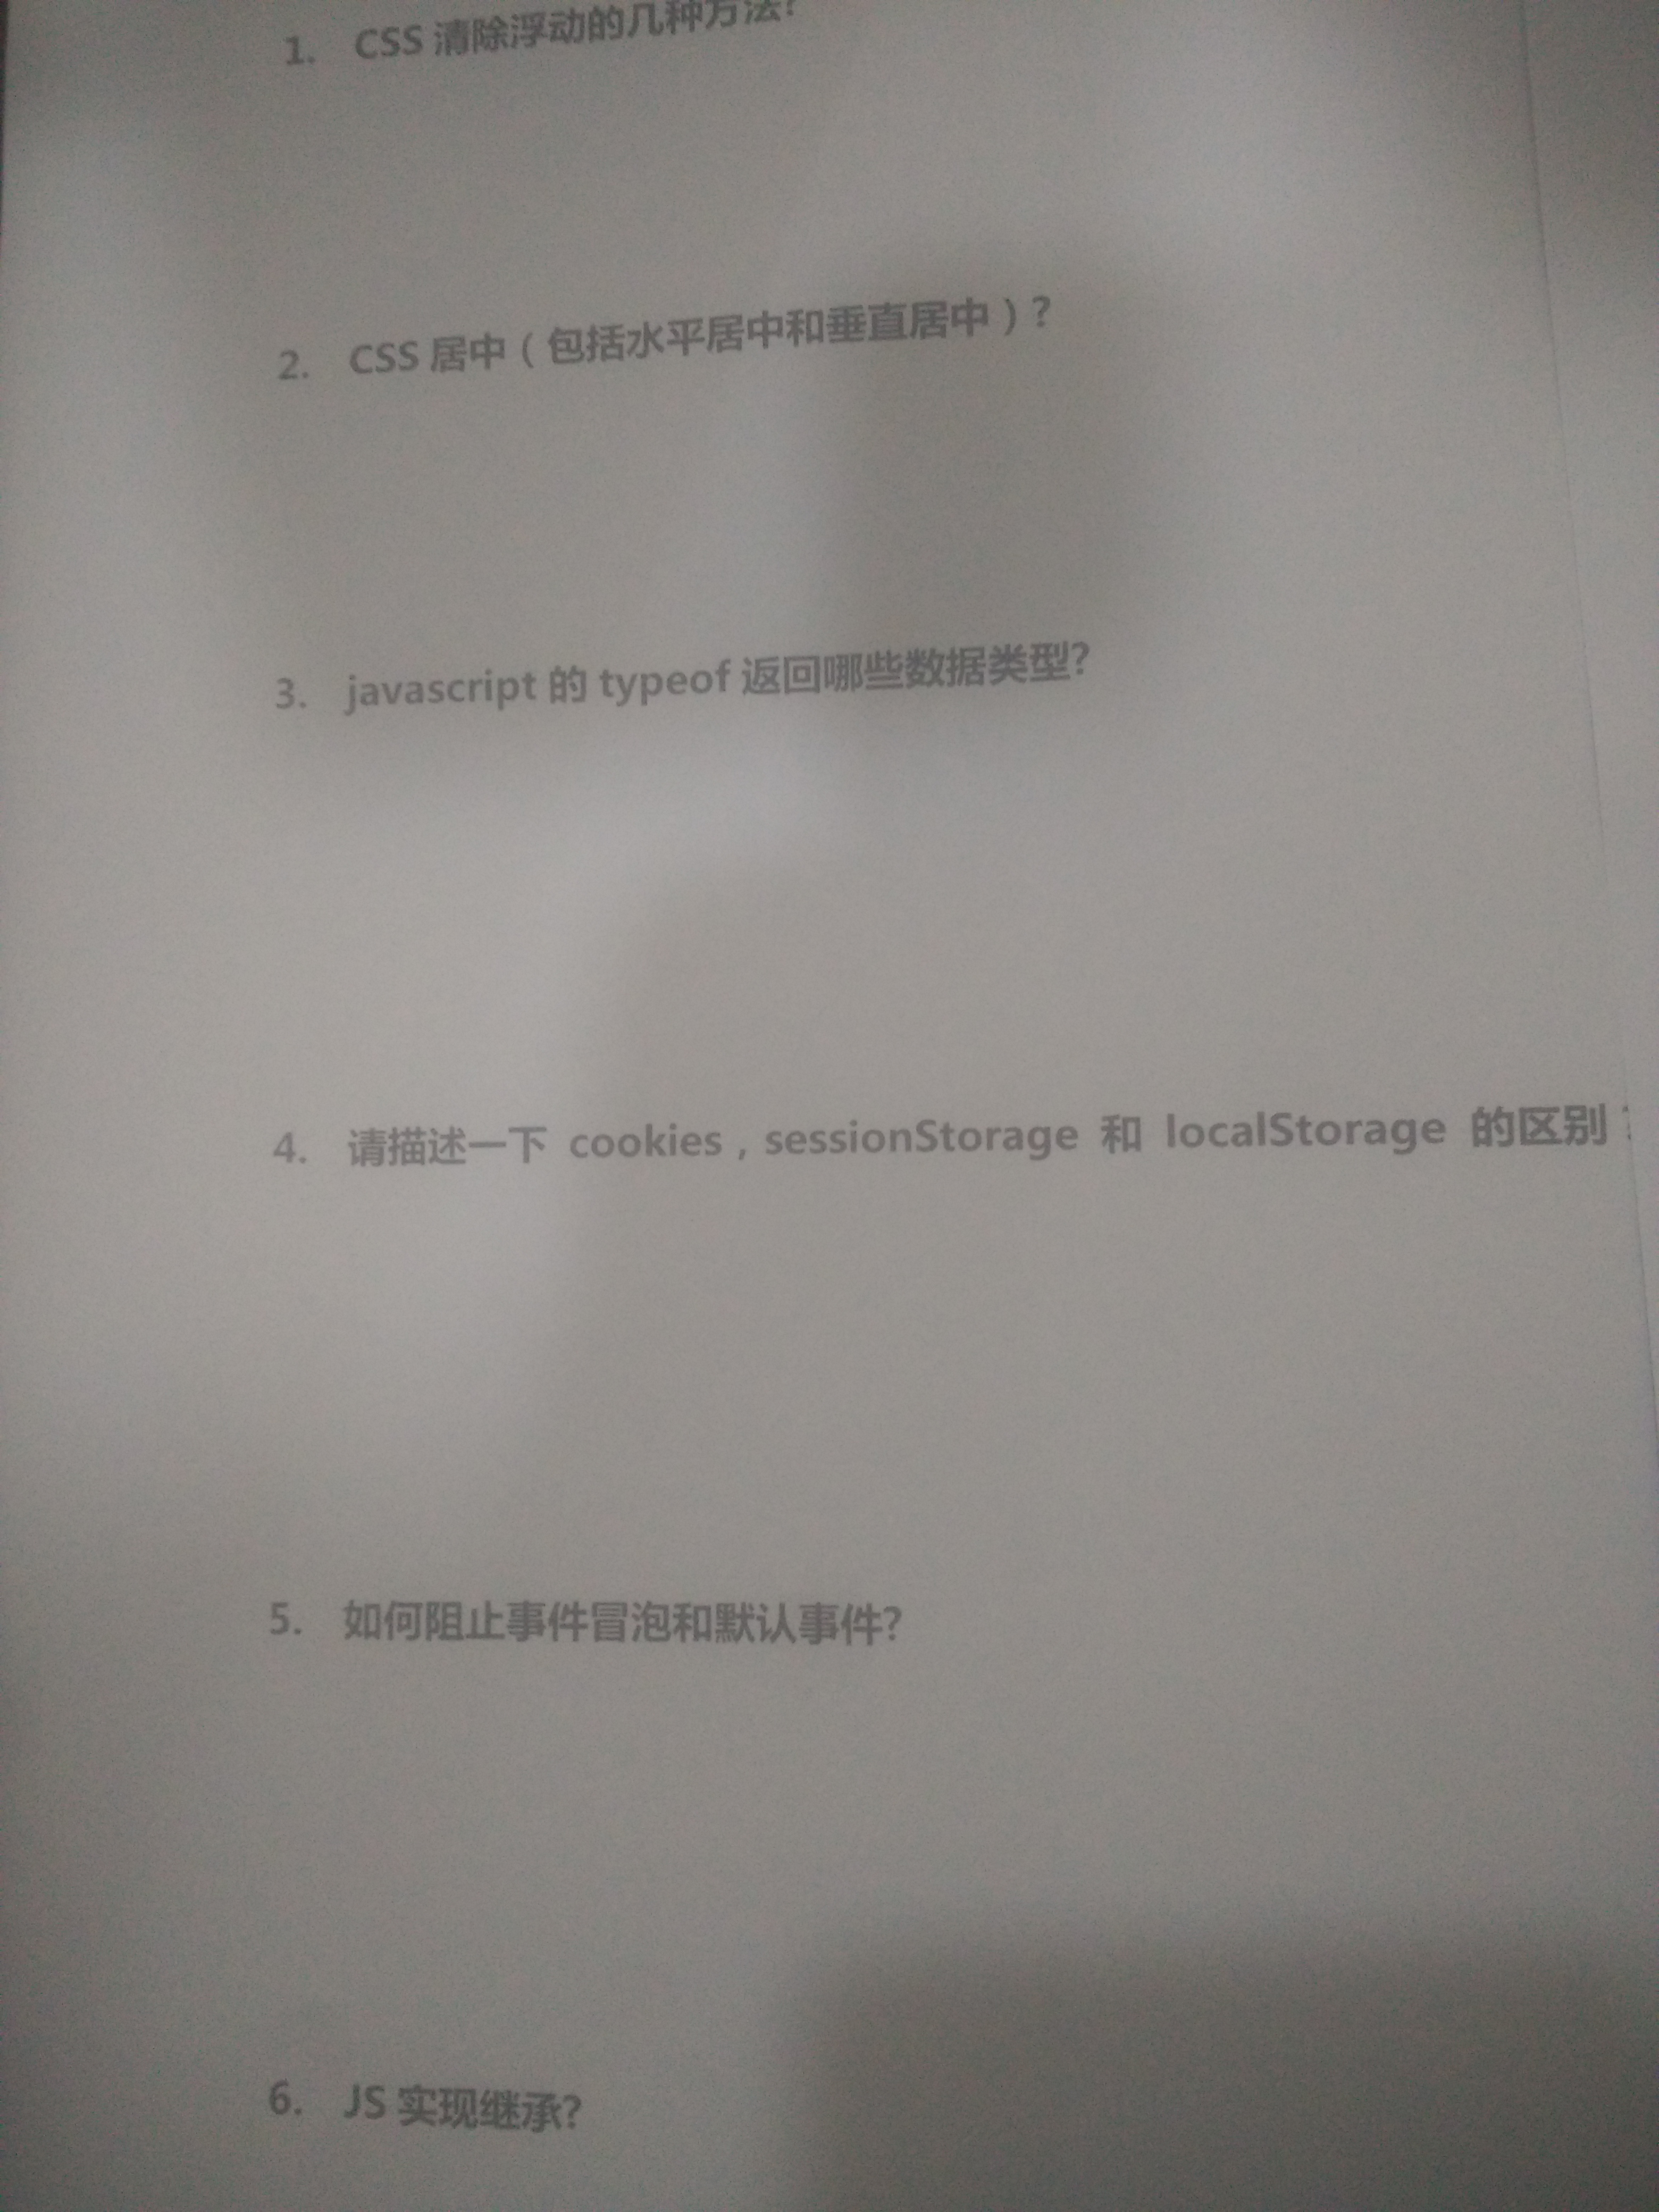 1. CSS 清除浮动的几种方法?
2. CSS 居中（包括水平居中和垂直居中）?
3. javascript 的 typeof 返回哪些数据类型?
4. 请描述一下 cookies，sessionStorage 和 localStorage 的区别?
5. 如何阻止事件冒泡和默认事件?
6. JS 实现继承?